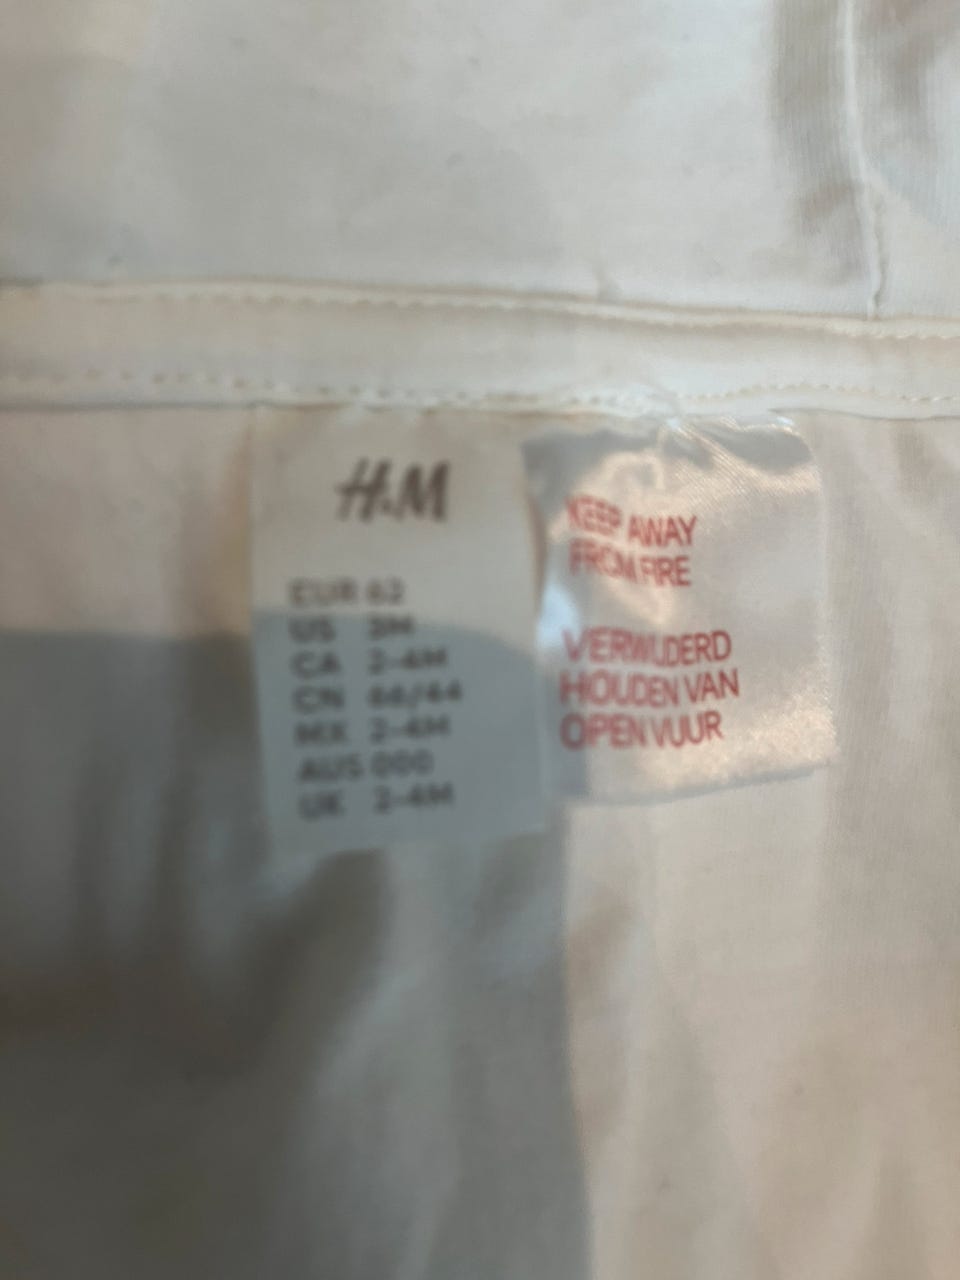 H&M
EUR 62
US 3M
CA 2-4M
CN 66/44
MX 2-4M
AUS 000
UK 2-4M
KEEP AWAY
FROM FIRE
VERWIJDERD
HOUDEN VAN
OPEN VUUR